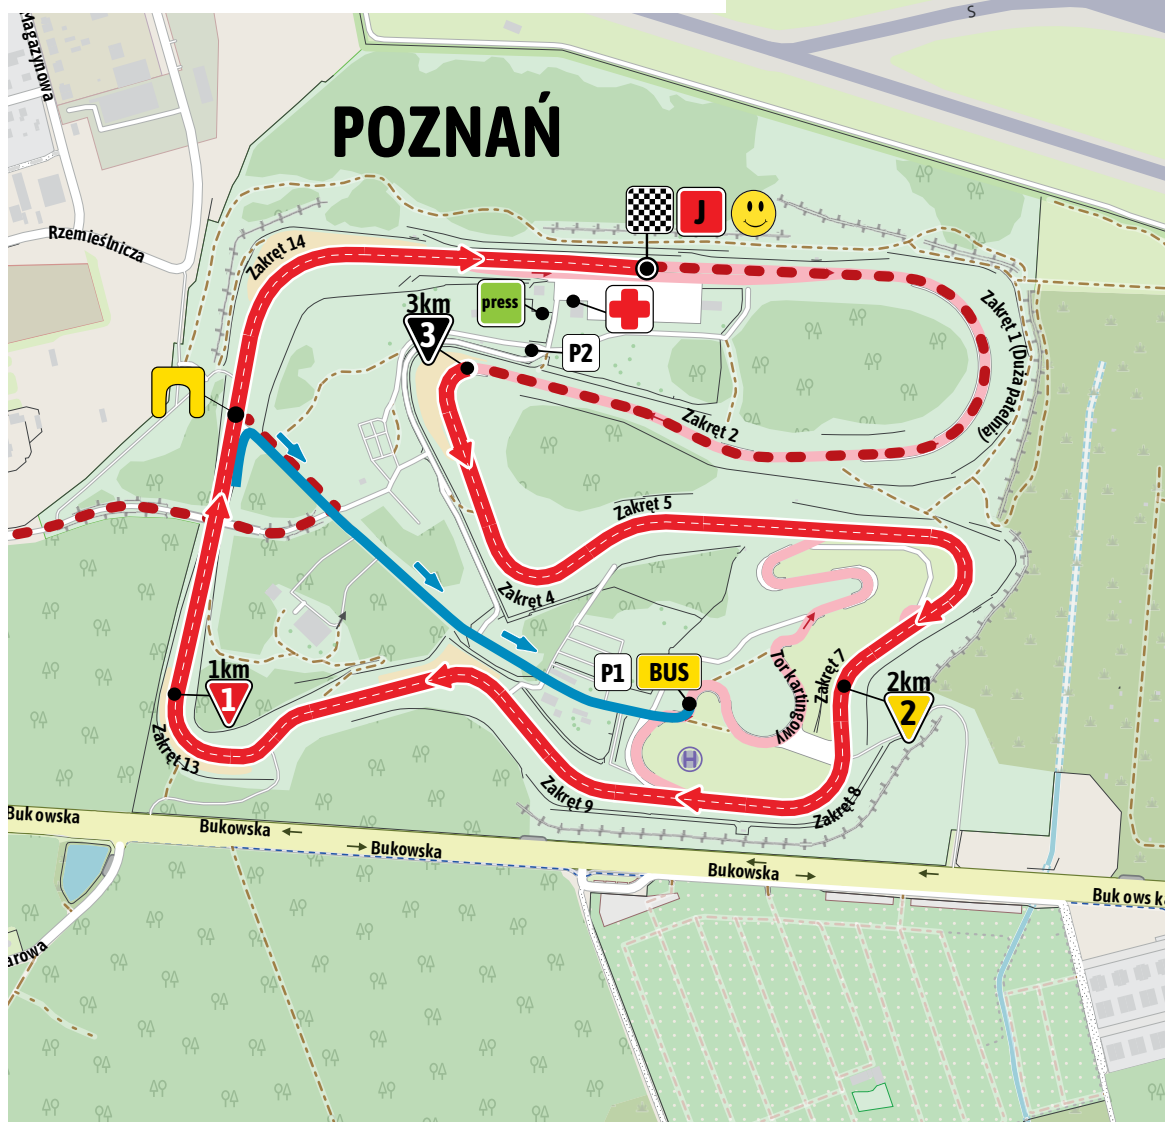 Magazynowa
S
POZNAŃ
Rzemieślnicza
Zakręt 14
J
press
3km
3
P2
Zakręt 1 (Duża patelnia)
Zakręt 2
Zakręt 5
Zakręt 4
P1
BUS
Tor kartingowy
Zakręt 7
2km
2
1km
1
Zakręt 13
H
Zakręt 9
Zakręt 8
Bukowska
Bukowska
Bukowska
Bukowska
Bukowska
arowa